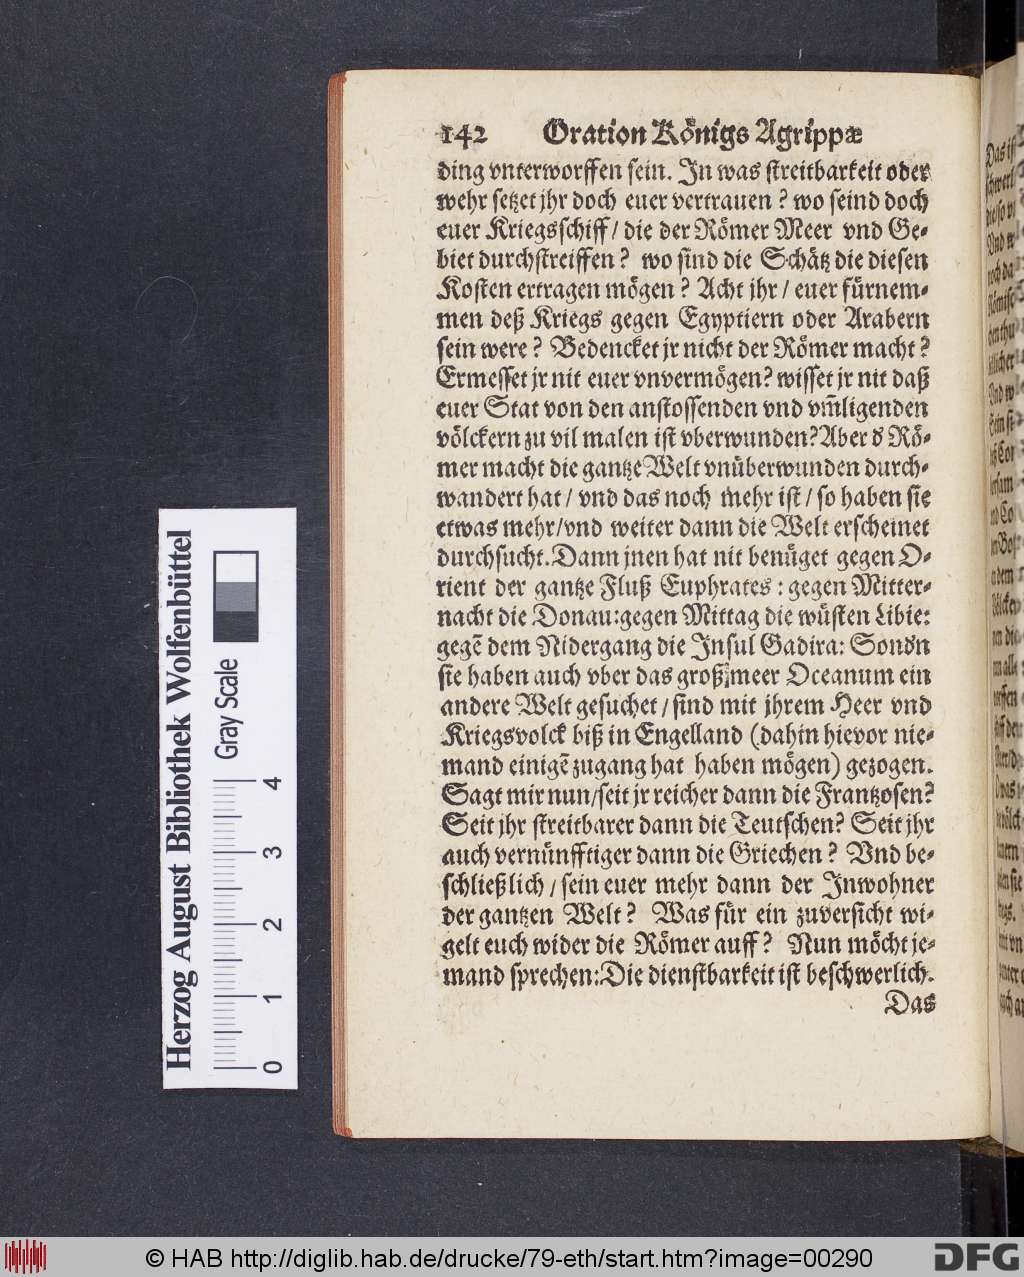 142 Oration Königs Agrippæ
ding vnterworffen sein. In was streitbarkeit oder
wehr setzet jhr doch euer vertrauen? wo seind doch
euer Kriegsschiff / die der Römer Meer vnd Ge-
biet durchstreiffen? wo sind die Schätz die diesen
Kosten ertragen mögen? Acht jhr / euer fürnem-
men deß Kriegs gegen Egyptiern oder Arabern
sein were? Bedencket jr nicht der Römer macht?
Ermesset jr nit euer vnvermögen? wisset jr nit daß
euer Stat von den anstossenden vnd vm̃ligenden
völckern zu vil malen ist vberwunden? Aber d' Rö-
mer macht die gantze Welt vnüberwunden durch-
wandert hat / vnd das noch mehr ist / so haben sie
etwas mehr / vnd weiter dann die Welt erscheinet
durchsucht. Dann jnen hat nit benüget gegen O-
rient der gantze Fluß Euphrates : gegen Mitter-
nacht die Donau: gegen Mittag die wüsten Libie:
gegē dem Nidergang die Insul Gadira: Sond'n
sie haben auch vber das groß meer Oceanum ein
andere Welt gesuchet / sind mit jhrem Heer vnd
Kriegsvolck biß in Engelland (dahin hievor nie-
mand einigē zugang hat haben mögen) gezogen.
Sagt mir nun / seit jr reicher dann die Frantzosen?
Seit jhr streitbarer dann die Teutschen? Seit jhr
auch vernünfftiger dann die Griechen? Vnd be-
schließlich / sein euer mehr dann der Inwohner
der gantzen Welt? Was für ein zuversicht wi-
gelt euch wider die Römer auff? Nun möcht je-
mand sprechen: Die dienstbarkeit ist beschwerlich.
Das
Herzog August Bibliothek Wolfenbüttel
Gray Scale
0 1 2 3 4
© HAB http://diglib.hab.de/drucke/79-eth/start.htm?image=00290
DFG